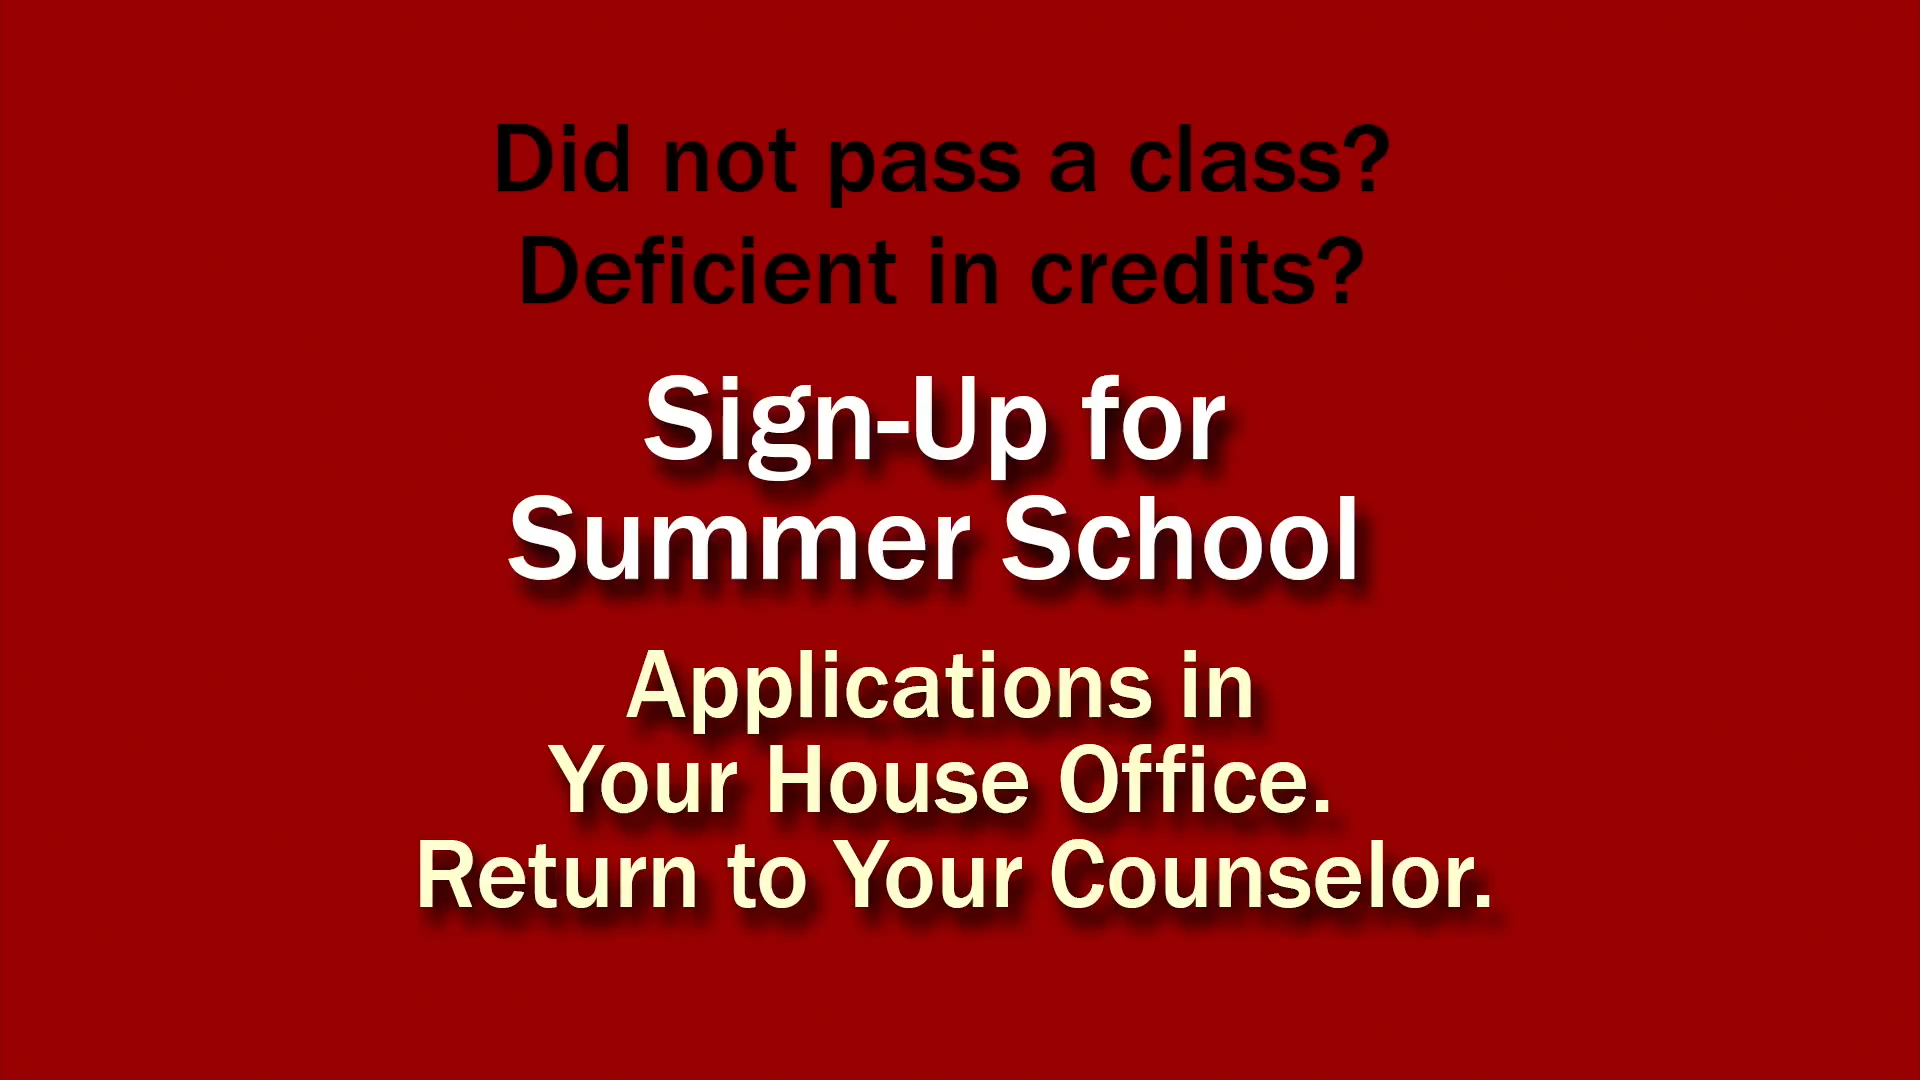 Did not pass a class?
Deficient in credits?
Sign-Up for
Summer School
Applications in
Your House Office.
Return to Your Counselor.